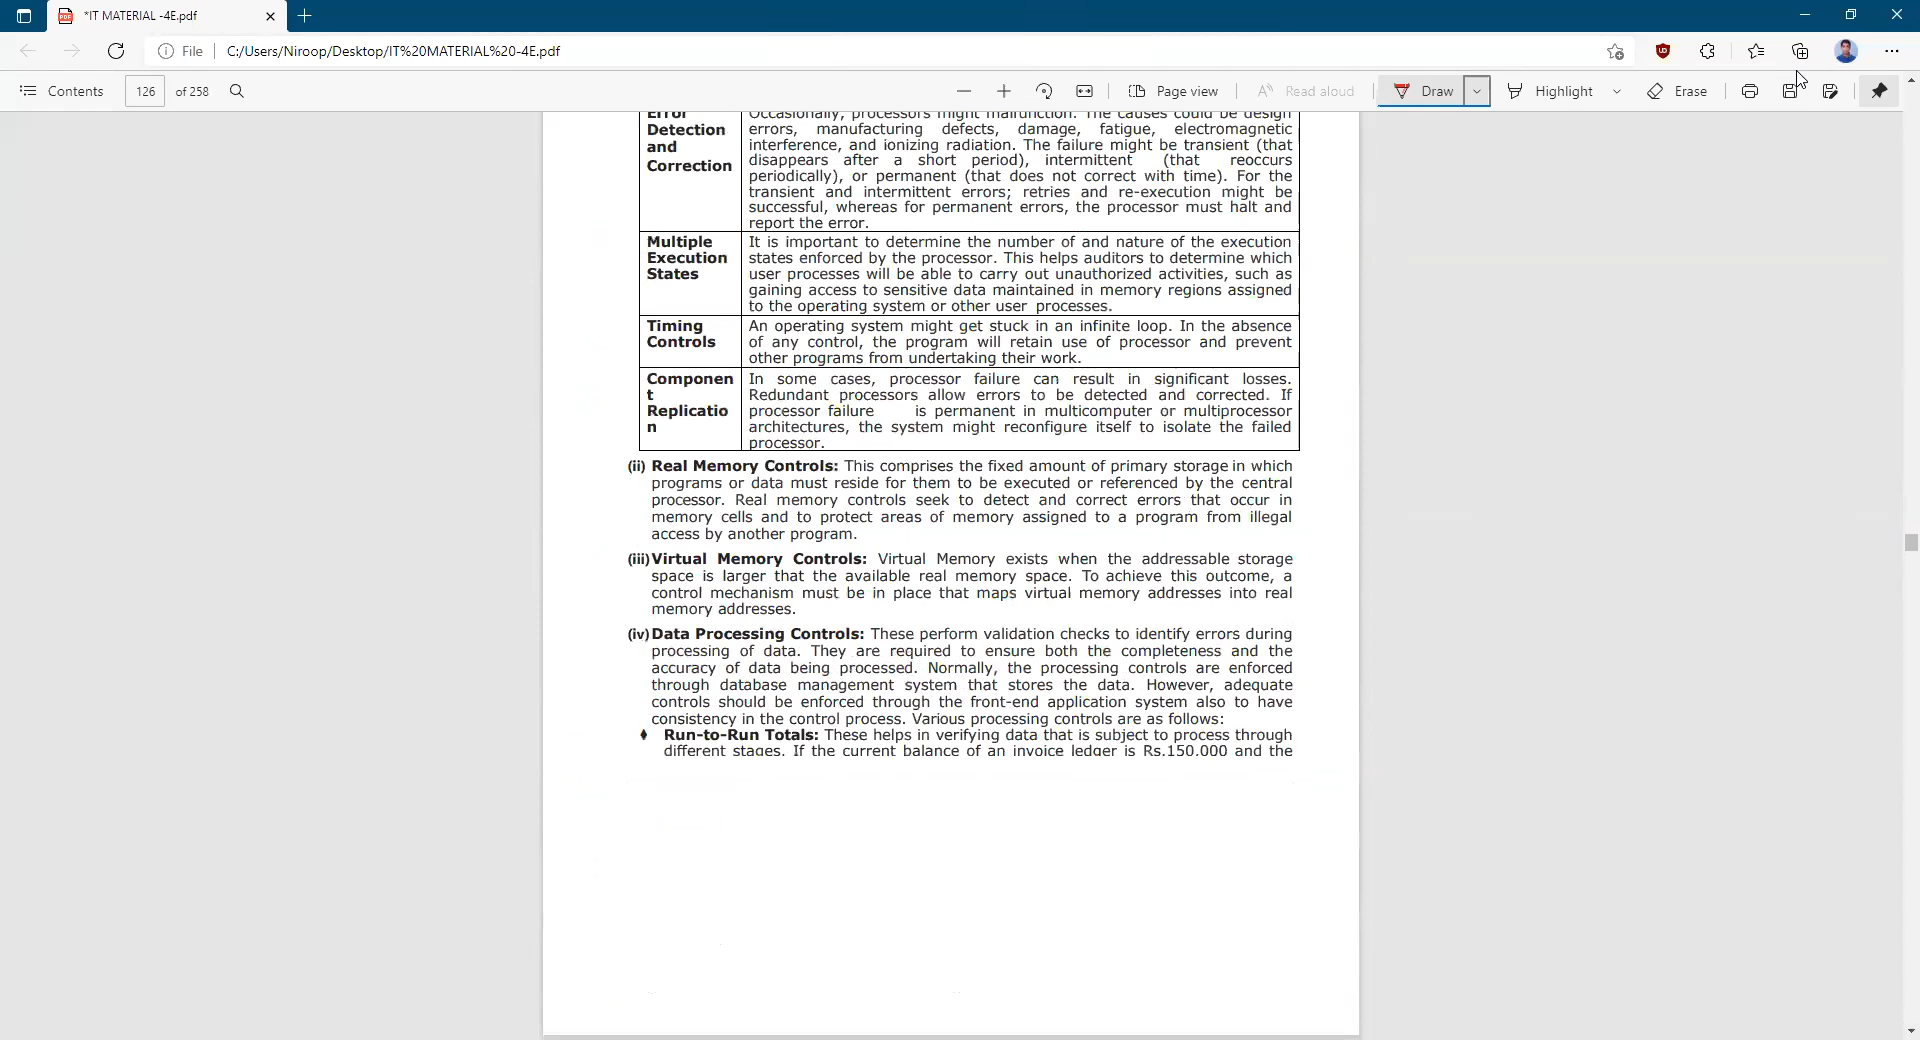 *IT MATERIAL -4E.pdf
File
C:/Users/Niroop/Desktop/IT%20MATERIAL%20-4E.pdf
Contents
126
of 258
Page view
Read aloud
Draw
Highlight
Erase
Error
Detection
and
Correction
Occasionally, processors might malfunction. The causes could be design
errors, manufacturing defects, damage, fatigue, electromagnetic
interference, and ionizing radiation. The failure might be transient (that
disappears after a short period), intermittent (that reoccurs
periodically), or permanent (that does not correct with time). For the
transient and intermittent errors; retries and re-execution might be
successful, whereas for permanent errors, the processor must halt and
report the error.
Multiple
Execution
States
It is important to determine the number of and nature of the execution
states enforced by the processor. This helps auditors to determine which
user processes will be able to carry out unauthorized activities, such as
gaining access to sensitive data maintained in memory regions assigned
to the operating system or other user processes.
Timing
Controls
An operating system might get stuck in an infinite loop. In the absence
of any control, the program will retain use of processor and prevent
other programs from undertaking their work.
Componen
t
Replicatio
n
In some cases, processor failure can result in significant losses.
Redundant processors allow errors to be detected and corrected. If
processor failure is permanent in multicomputer or multiprocessor
architectures, the system might reconfigure itself to isolate the failed
processor.
(ii) Real Memory Controls: This comprises the fixed amount of primary storage in which
programs or data must reside for them to be executed or referenced by the central
processor. Real memory controls seek to detect and correct errors that occur in
memory cells and to protect areas of memory assigned to a program from illegal
access by another program.
(iii)Virtual Memory Controls: Virtual Memory exists when the addressable storage
space is larger that the available real memory space. To achieve this outcome, a
control mechanism must be in place that maps virtual memory addresses into real
memory addresses.
(iv)Data Processing Controls: These perform validation checks to identify errors during
processing of data. They are required to ensure both the completeness and the
accuracy of data being processed. Normally, the processing controls are enforced
through database management system that stores the data. However, adequate
controls should be enforced through the front-end application system also to have
consistency in the control process. Various processing controls are as follows:
♦ Run-to-Run Totals: These helps in verifying data that is subject to process through
different stages. If the current balance of an invoice ledger is Rs.150,000 and the